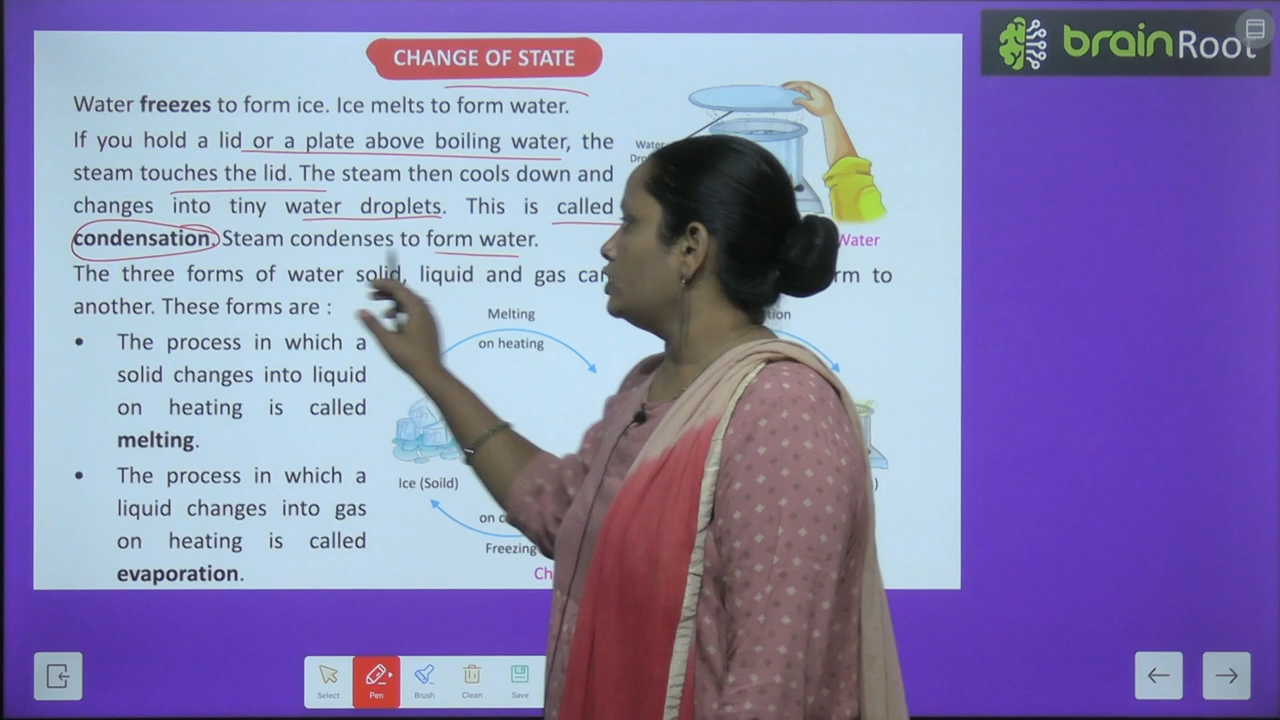 brainRoot
CHANGE OF STATE
Water freezes to form ice. Ice melts to form water.
If you hold a lid or a plate above boiling water, the
steam touches the lid. The steam then cools down and
changes into tiny water droplets. This is called
condensation. Steam condenses to form water.
The three forms of water solid, liquid and gas can
rm to
another. These forms are :
• The process in which a
solid changes into liquid
on heating is called
melting.
• The process in which a
liquid changes into gas
on heating is called
evaporation.
Water
Water
Melting
on heating
Ice (Soild)
on
Freezing
Select
Pen
Brush
Clean
Save